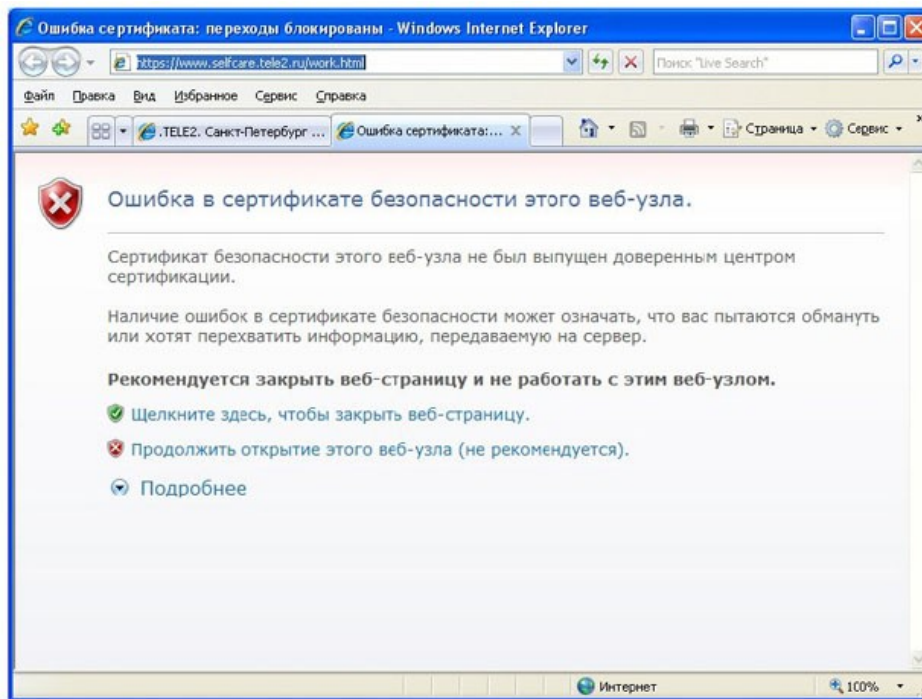 Ошибка сертификата: переходы блокированы - Windows Internet Explorer
https://www.selfcare.tele2.ru/work.html
Поиск "Live Search"
Файл Правка Вид Избранное Сервис Справка
.TELE2. Санкт-Петербург ... Ошибка сертификата:... Страница Сервис
Ошибка в сертификате безопасности этого веб-узла.
Сертификат безопасности этого веб-узла не был выпущен доверенным центром
сертификации.
Наличие ошибок в сертификате безопасности может означать, что вас пытаются обмануть
или хотят перехватить информацию, передаваемую на сервер.
Рекомендуется закрыть веб-страницу и не работать с этим веб-узлом.
Щелкните здесь, чтобы закрыть веб-страницу.
Продолжить открытие этого веб-узла (не рекомендуется).
Подробнее
Интернет 100%